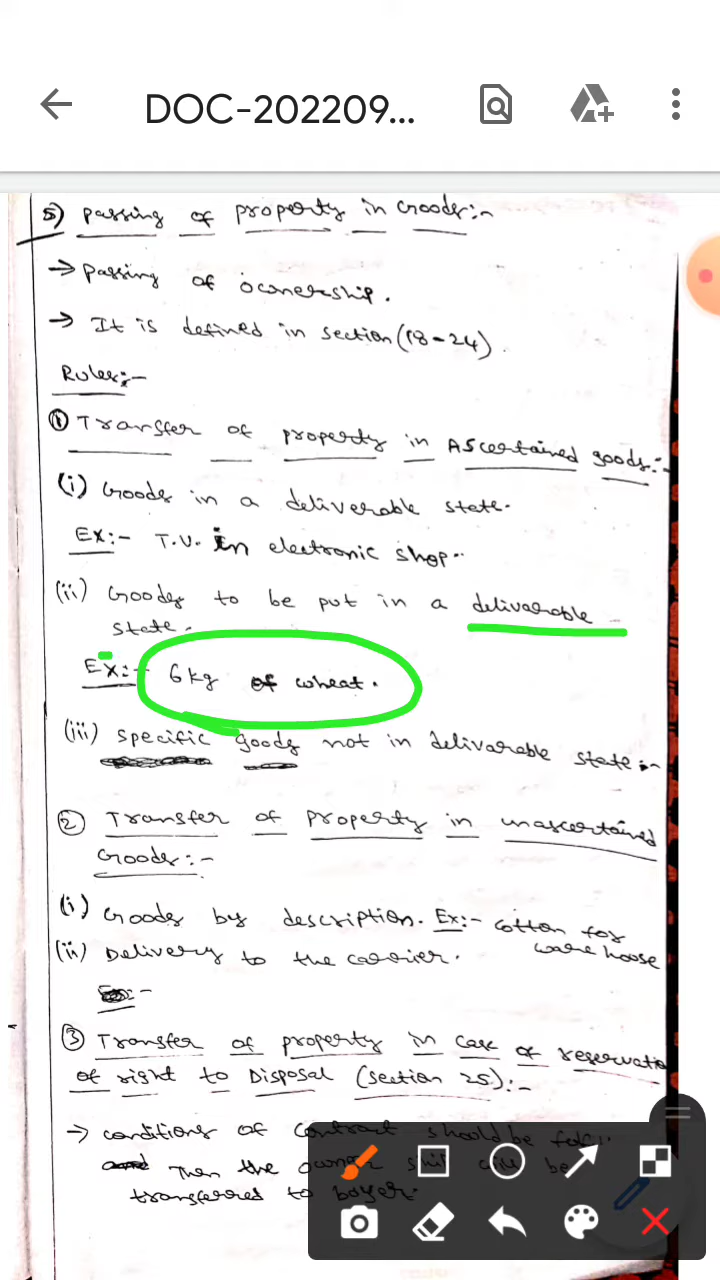 DOC-202209...
5) Passing of property in Goods:-
→ Passing of ownership.
→ It is defined in section (18-24).
Rules:-
① Transfer of property in Ascertained goods:-
(i) Goods in a deliverable state.
Ex:- T.V. in electronic shop..
(ii) Goods to be put in a deliverable
state.
Ex:- 6kg of wheat.
(iii) Specific goods not in deliverable state:-
② Transfer of property in unascertained
Goods:-
(i) Goods by description. Ex:- cotton for
ware house
(ii) Delivery to the carrier.
③ Transfer of property in case of reservatio
of right to Disposal (section 25):-
→ conditions of contract should be
Then the owner be
transferred to buyer.